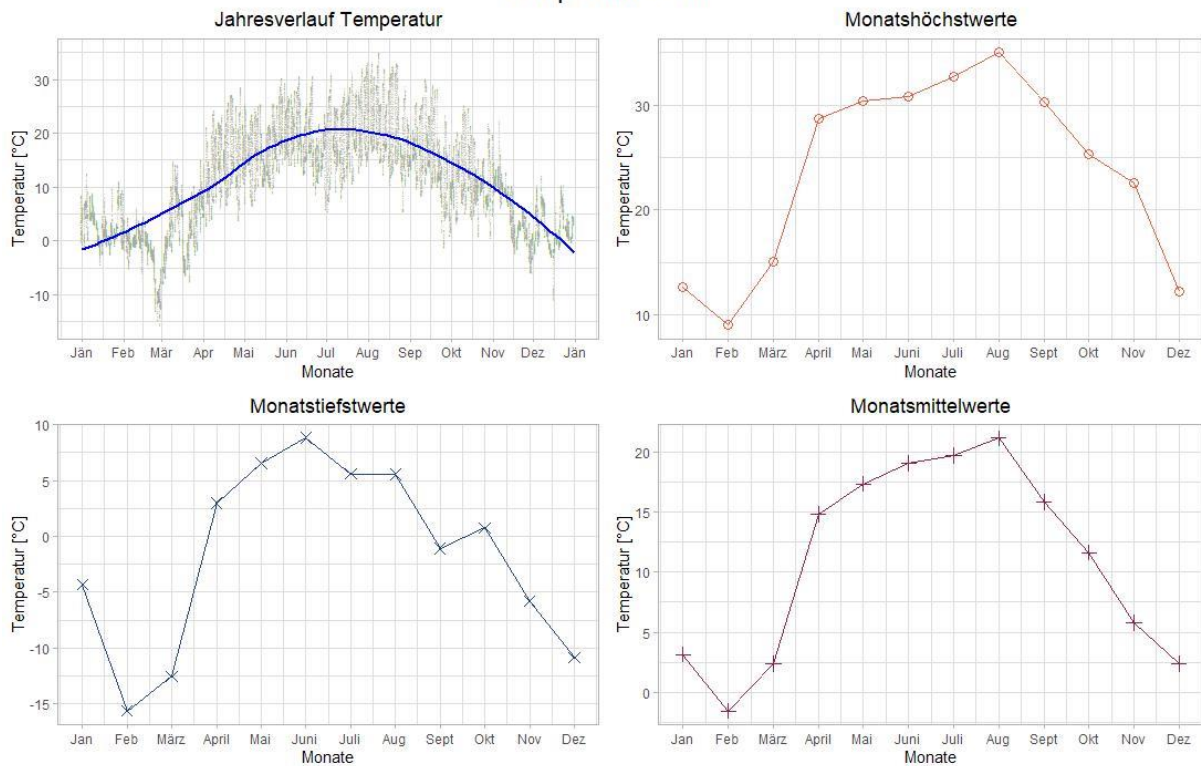 Jahresverlauf Temperatur
Temperatur [°C]
30
20
10
0
-10
Jän Feb Mär Apr Mai Jun Jul Aug Sep Okt Nov Dez Jän
Monate
Monatshöchstwerte
Temperatur [°C]
30
20
10
Jan Feb März April Mai Juni Juli Aug Sept Okt Nov Dez
Monate
Monatstiefstwerte
Temperatur [°C]
10
5
0
-5
-10
-15
Jan Feb März April Mai Juni Juli Aug Sept Okt Nov Dez
Monate
Monatsmittelwerte
Temperatur [°C]
20
15
10
5
0
Jan Feb März April Mai Juni Juli Aug Sept Okt Nov Dez
Monate